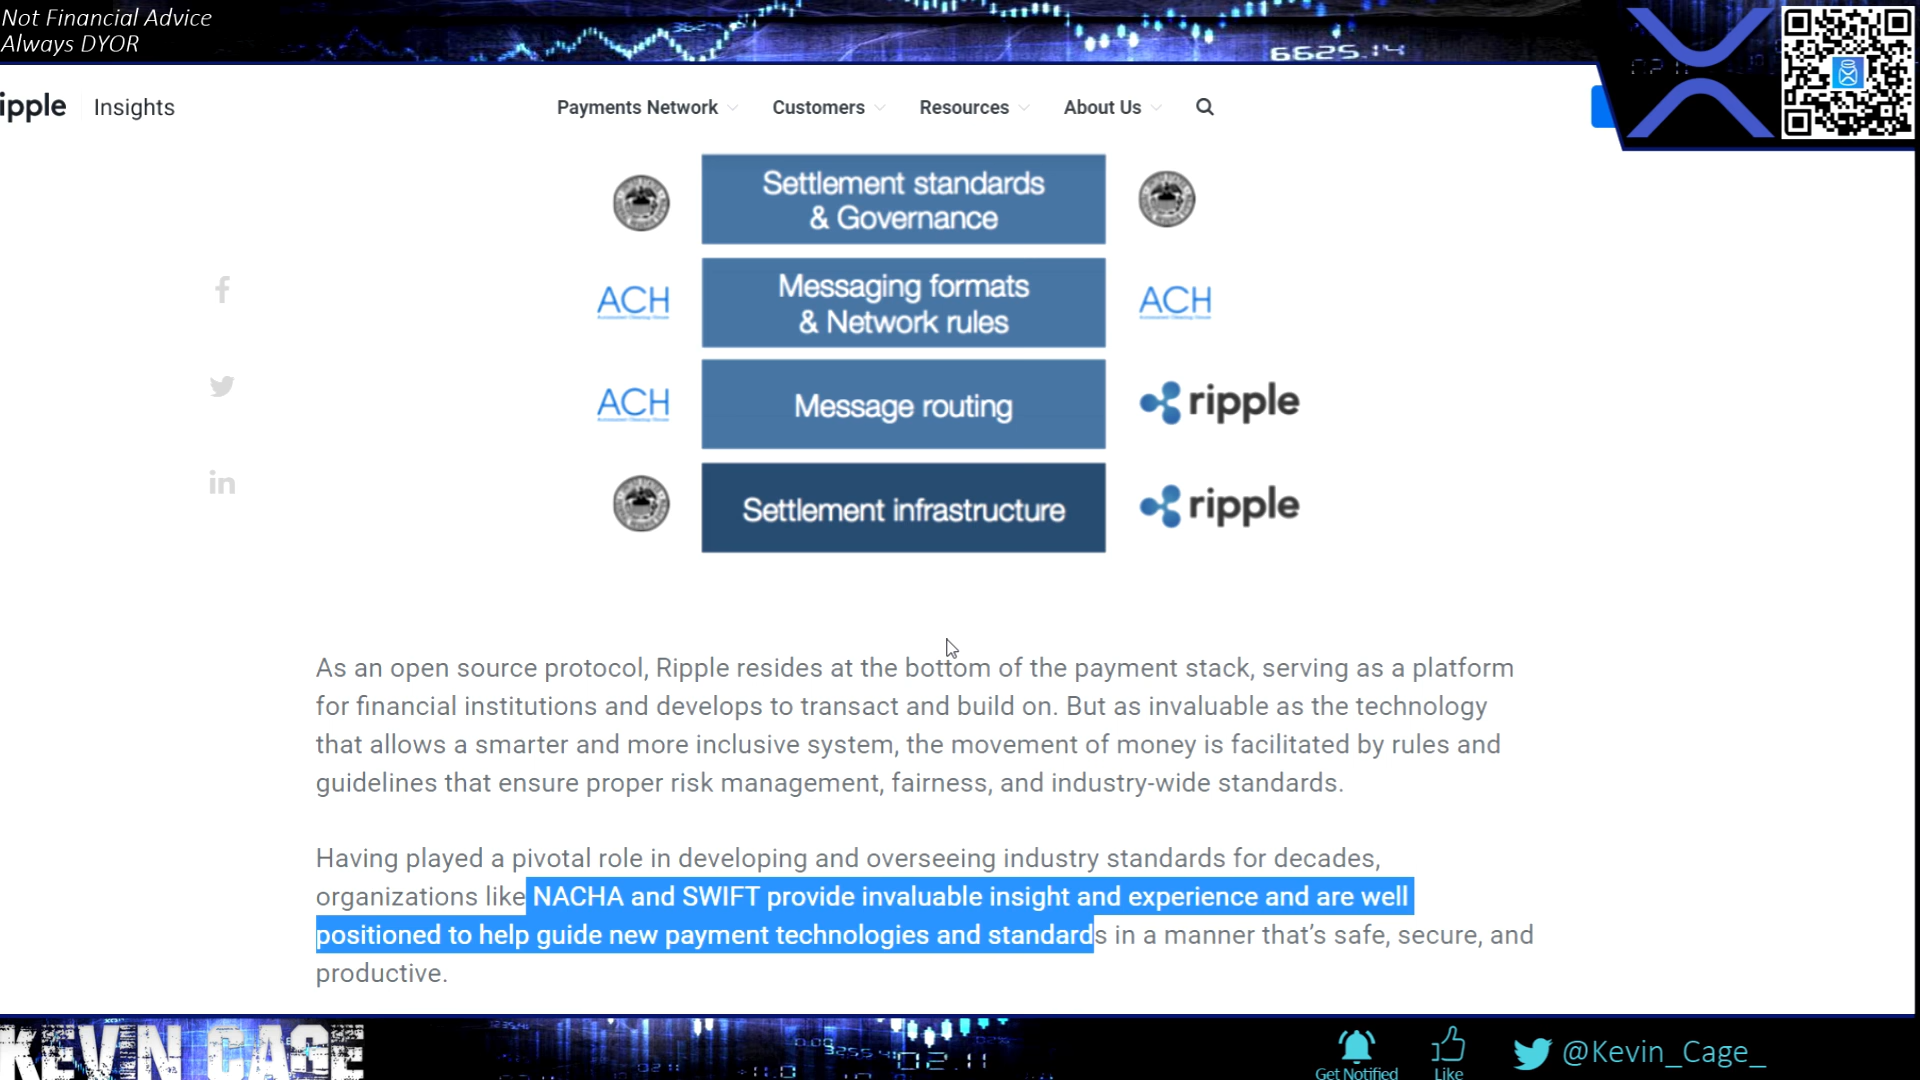 Not Financial Advice
Always DYOR
6625.14
ipple Insights Payments Network Customers Resources About Us
Settlement standards
& Governance
ACH Messaging formats ACH
& Network rules
ACH Message routing ripple
Settlement infrastructure ripple
As an open source protocol, Ripple resides at the bottom of the payment stack, serving as a platform
for financial institutions and develops to transact and build on. But as invaluable as the technology
that allows a smarter and more inclusive system, the movement of money is facilitated by rules and
guidelines that ensure proper risk management, fairness, and industry-wide standards.
Having played a pivotal role in developing and overseeing industry standards for decades,
organizations like NACHA and SWIFT provide invaluable insight and experience and are well
positioned to help guide new payment technologies and standards in a manner that’s safe, secure, and
productive.
KEVIN CAGE
02.11
Get Notified Like @Kevin_Cage_